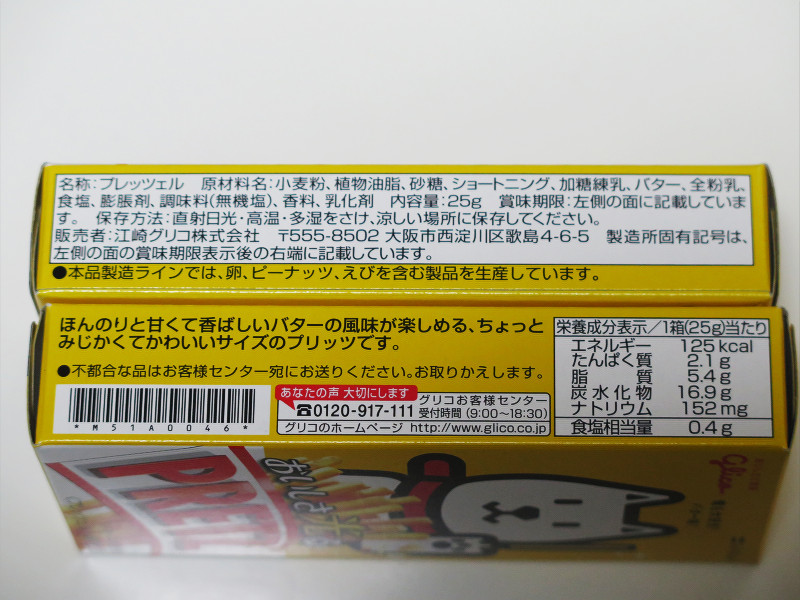 名称:プレッツェル 原材料名:小麦粉、植物油脂、砂糖、ショートニング、加糖練乳、バター、全粉乳、
食塩、膨脹剤、調味料(無機塩)、香料、乳化剤 内容量:25g 賞味期限:左側の面に記載していま
す。 保存方法:直射日光・高温・多湿をさけ、涼しい場所に保存してください。
販売者:江崎グリコ株式会社 〒555-8502 大阪市西淀川区歌島4-6-5 製造所固有記号は、
左側の面の賞味期限表示後の右端に記載しています。
●本品製造ラインでは、卵、ピーナッツ、えびを含む製品を生産しています。
ほんのりと甘くて香ばしいバターの風味が楽しめる、ちょっと
みじかくてかわいいサイズのプリッツです。
●不都合な品はお客様センター宛にお送りください。お取りかえします。
*M51A0046*
あなたの声 大切にします
☎0120-917-111
グリコお客様センター
受付時間(9:00~18:30)
グリコのホームページ http://www.glico.co.jp
栄養成分表示/1箱(25g)当たり
エネルギー 125kcal
たんぱく質 2.1g
脂質 5.4g
炭水化物 16.9g
ナトリウム 152mg
食塩相当量 0.4g
PRETZ
おいしさ
Glico